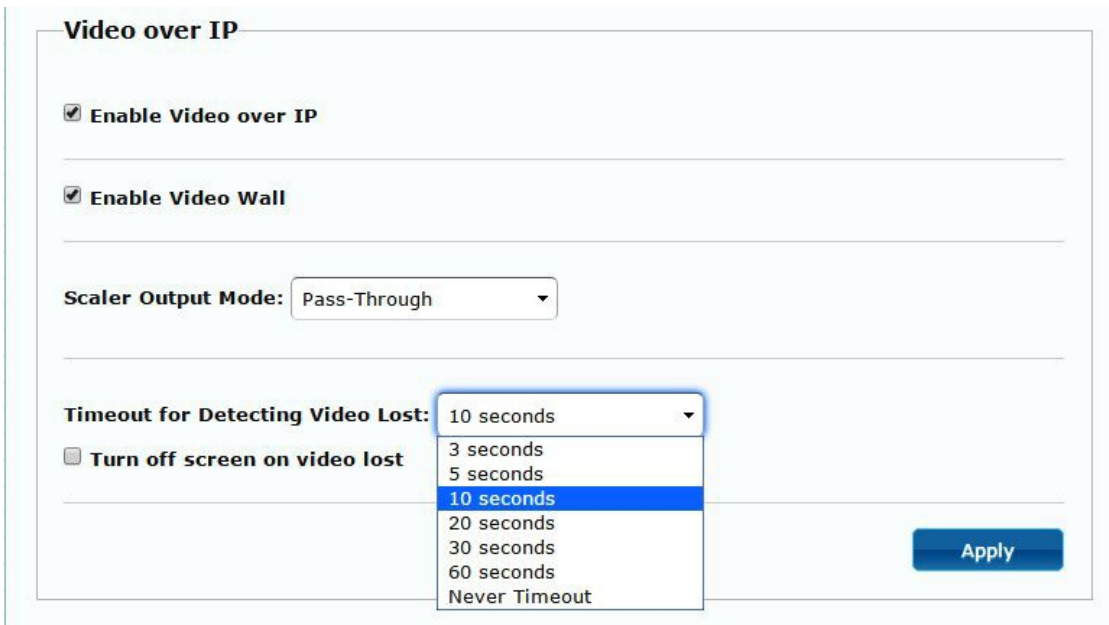 Video over IP
Enable Video over IP
Enable Video Wall
Scaler Output Mode: Pass-Through
Timeout for Detecting Video Lost: 10 seconds
Turn off screen on video lost
3 seconds
5 seconds
10 seconds
20 seconds
30 seconds
60 seconds
Never Timeout
Apply